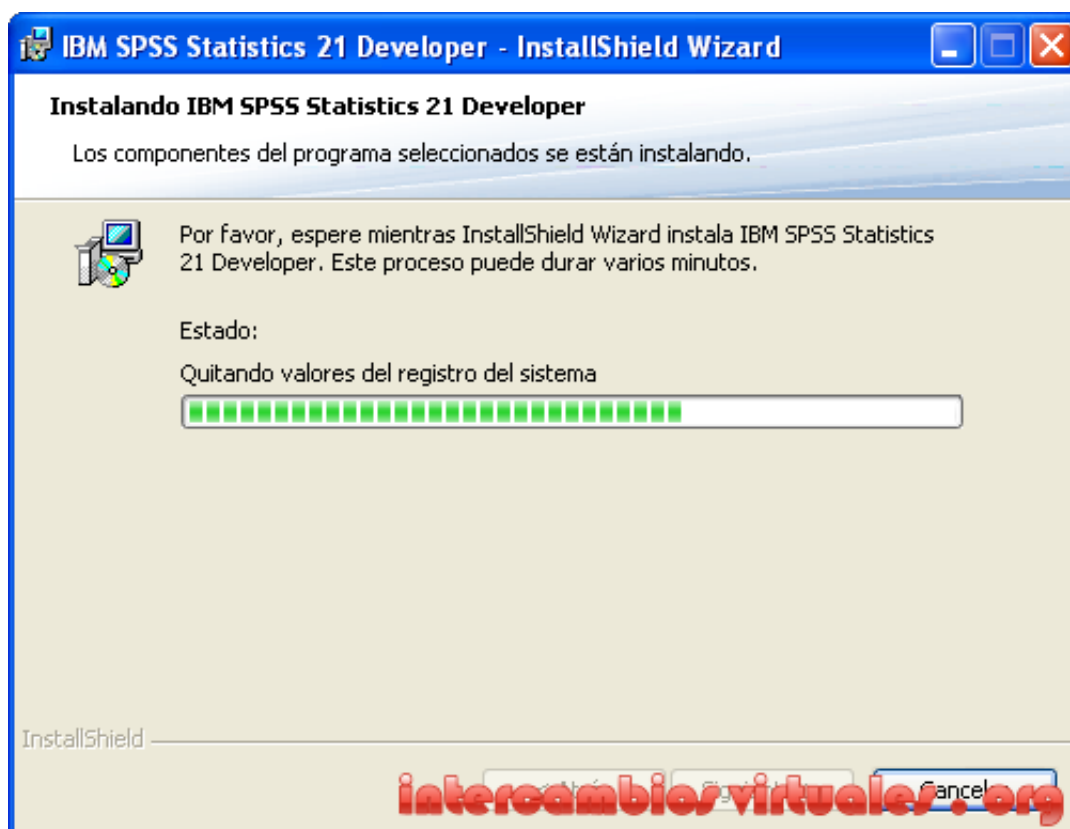 IBM SPSS Statistics 21 Developer - InstallShield Wizard
Instalando IBM SPSS Statistics 21 Developer
Los componentes del programa seleccionados se están instalando.
Por favor, espere mientras InstallShield Wizard instala IBM SPSS Statistics
21 Developer. Este proceso puede durar varios minutos.
Estado:
Quitando valores del registro del sistema
InstallShield
intercambiosvirtuales.org